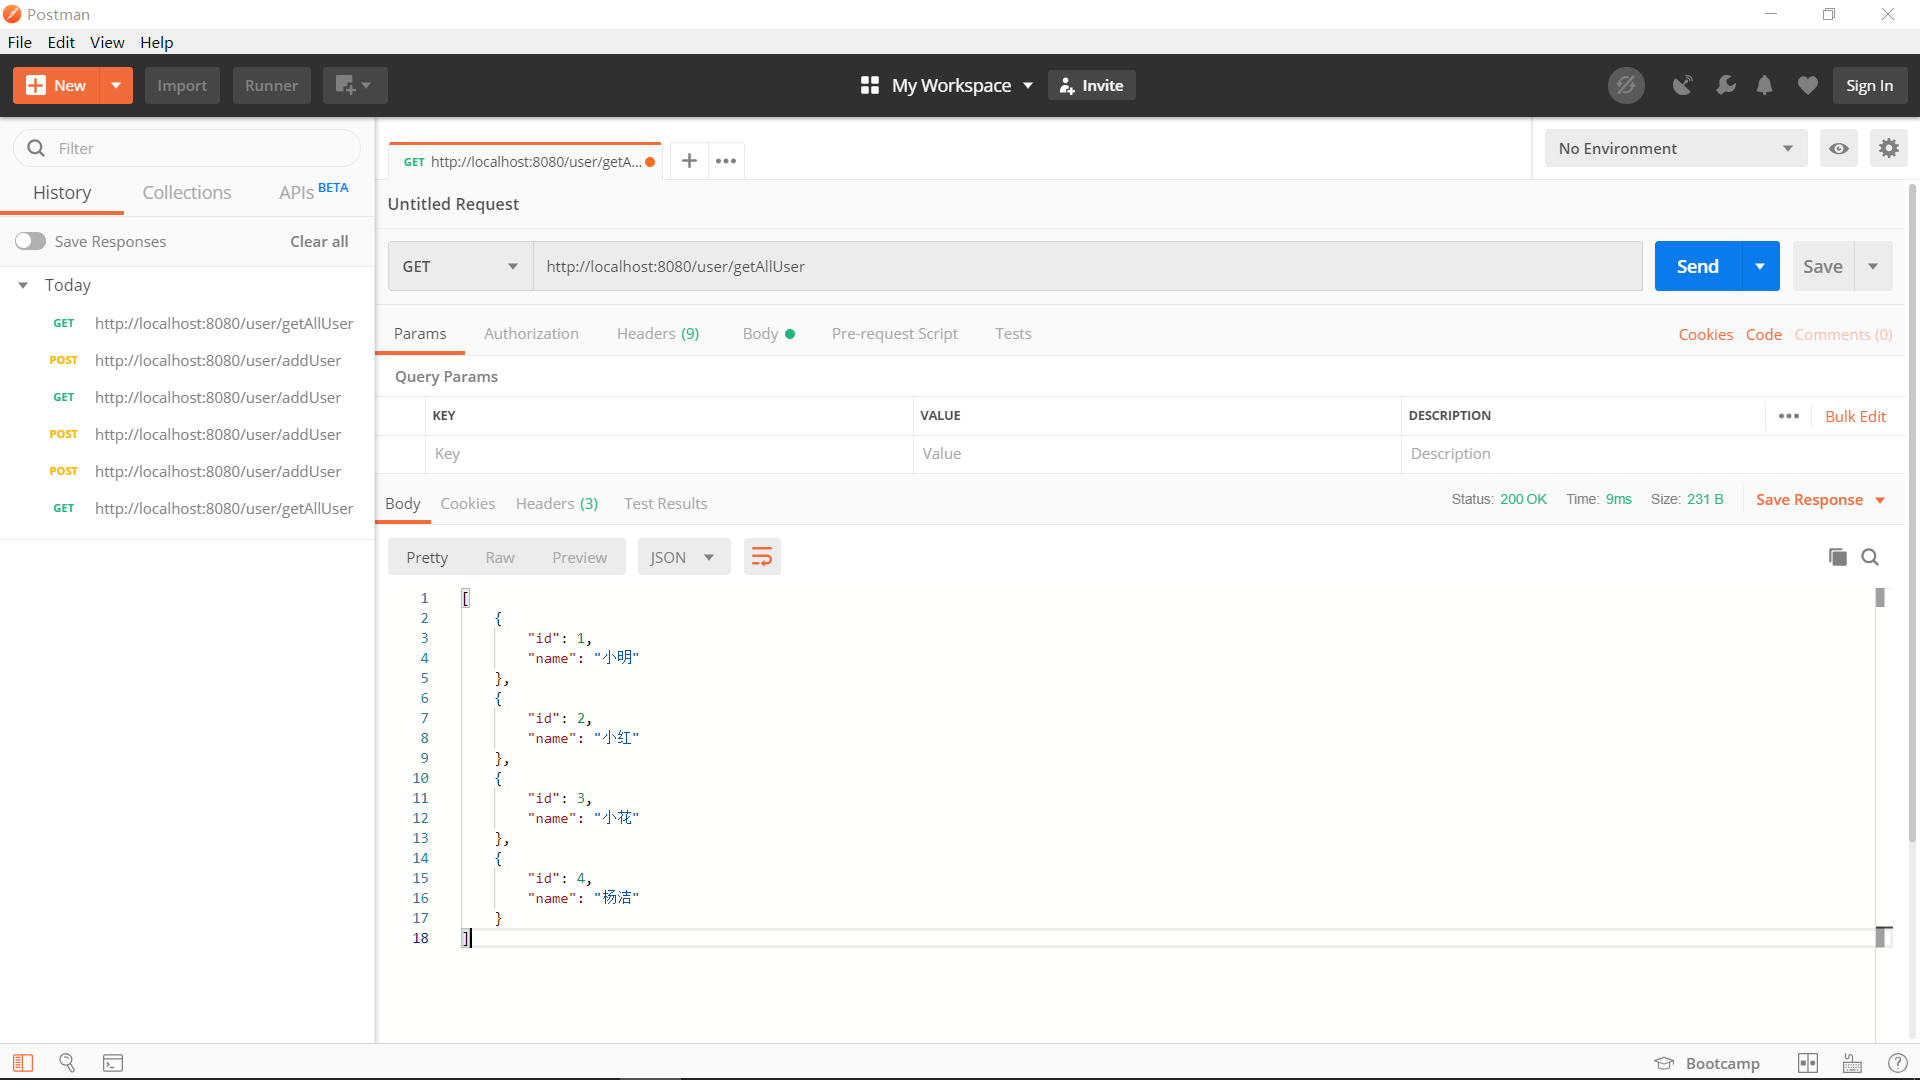 Postman
File Edit View Help
New Import Runner My Workspace Invite Sign In
Filter
History Collections APIs BETA
Save Responses Clear all
Today
GET http://localhost:8080/user/getAllUser
POST http://localhost:8080/user/addUser
GET http://localhost:8080/user/addUser
POST http://localhost:8080/user/addUser
POST http://localhost:8080/user/addUser
GET http://localhost:8080/user/getAllUser
GET http://localhost:8080/user/getA...
No Environment
Untitled Request
GET http://localhost:8080/user/getAllUser Send Save
Params Authorization Headers (9) Body Pre-request Script Tests Cookies Code Comments (0)
Query Params
KEY VALUE DESCRIPTION Bulk Edit
Key Value Description
Body Cookies Headers (3) Test Results Status: 200 OK Time: 9ms Size: 231 B Save Response
Pretty Raw Preview JSON
1 [
2 {
3 "id": 1,
4 "name": "小明"
5 },
6 {
7 "id": 2,
8 "name": "小红"
9 },
10 {
11 "id": 3,
12 "name": "小花"
13 },
14 {
15 "id": 4,
16 "name": "杨洁"
17 }
18 ]
Bootcamp